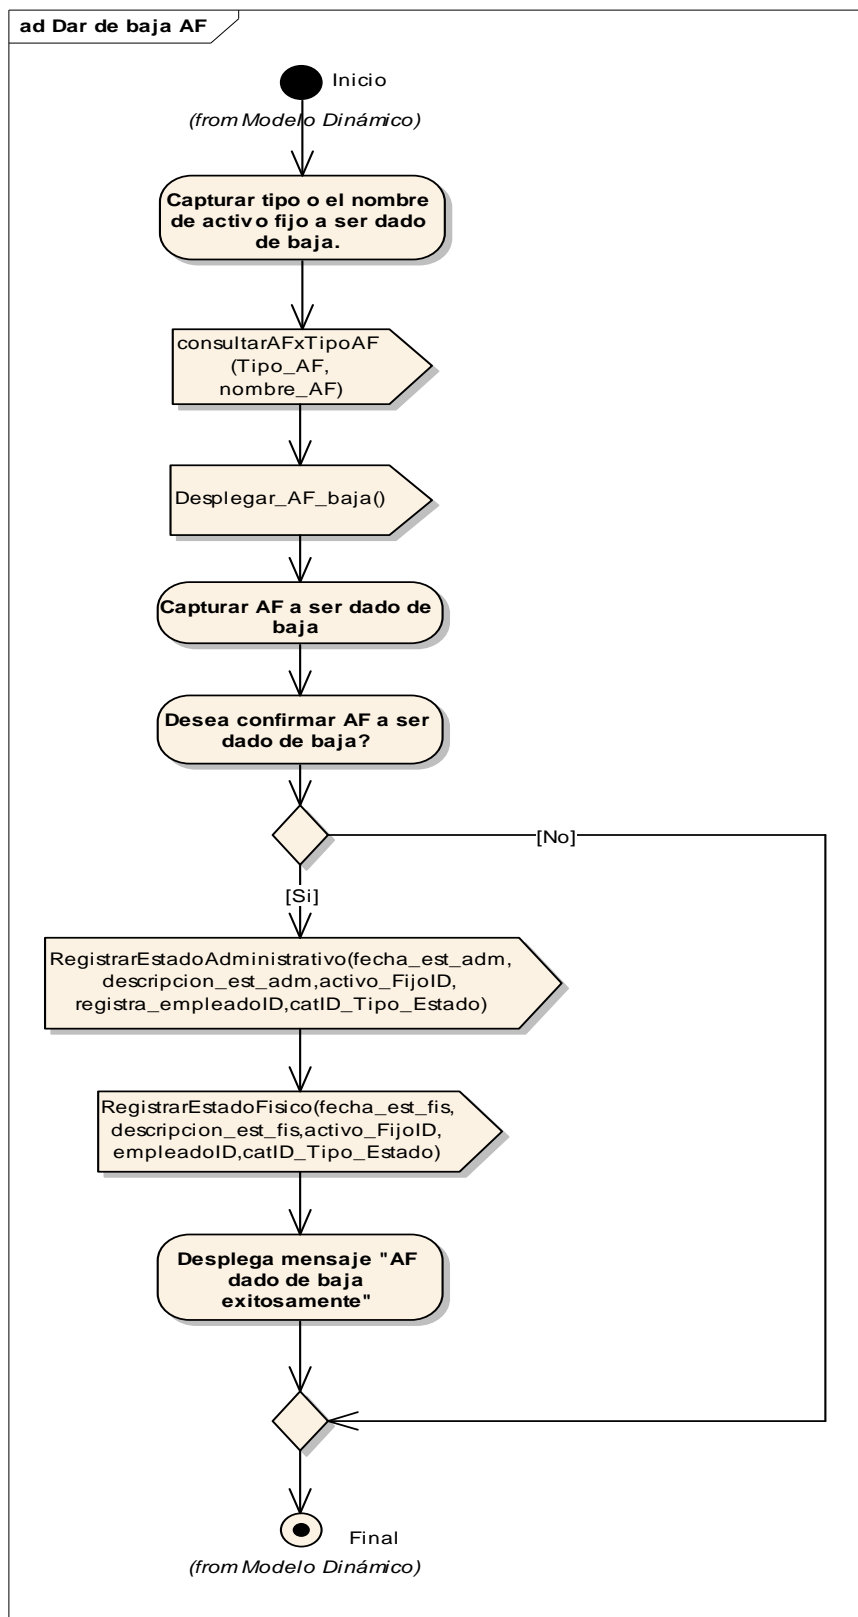 ad Dar de baja AF
Inicio
(from Modelo Dinámico)
Capturar tipo o el nombre
de activo fijo a ser dado
de baja.
consultarAFxTipoAF
(Tipo_AF,
nombre_AF)
Desplegar_AF_baja()
Capturar AF a ser dado de
baja
Desea confirmar AF a ser
dado de baja?
[No]
[Si]
RegistrarEstadoAdministrativo(fecha_est_adm,
descripcion_est_adm,activo_FijoID,
registra_empleadoID,catID_Tipo_Estado)
RegistrarEstadoFisico(fecha_est_fis,
descripcion_est_fis,activo_FijoID,
empleadoID,catID_Tipo_Estado)
Desplega mensaje "AF
dado de baja
exitosamente"
Final
(from Modelo Dinámico)